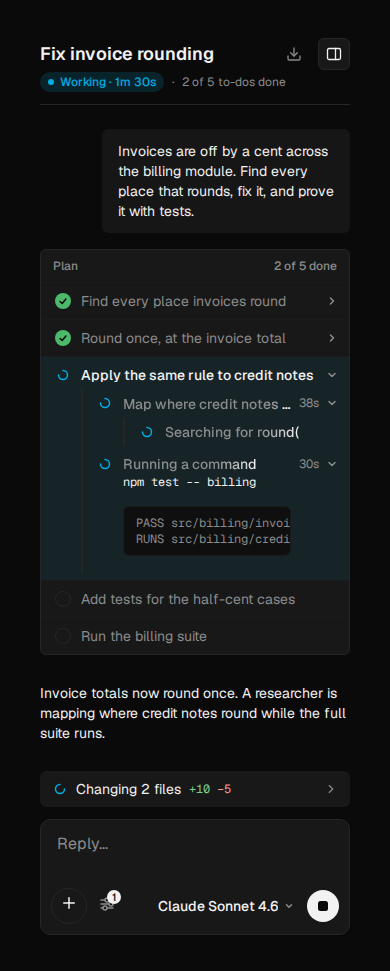 Fix invoice rounding
Working · 1m 30s · 2 of 5 to-dos done
Invoices are off by a cent across
the billing module. Find every
place that rounds, fix it, and prove
it with tests.
Plan 2 of 5 done
Find every place invoices round
Round once, at the invoice total
Apply the same rule to credit notes
Map where credit notes ... 38s
Searching for round(
Running a command 30s
npm test -- billing
PASS src/billing/invoi
RUNS src/billing/credi
Add tests for the half-cent cases
Run the billing suite
Invoice totals now round once. A researcher is
mapping where credit notes round while the full
suite runs.
Changing 2 files +10 −5
Reply...
1
Claude Sonnet 4.6